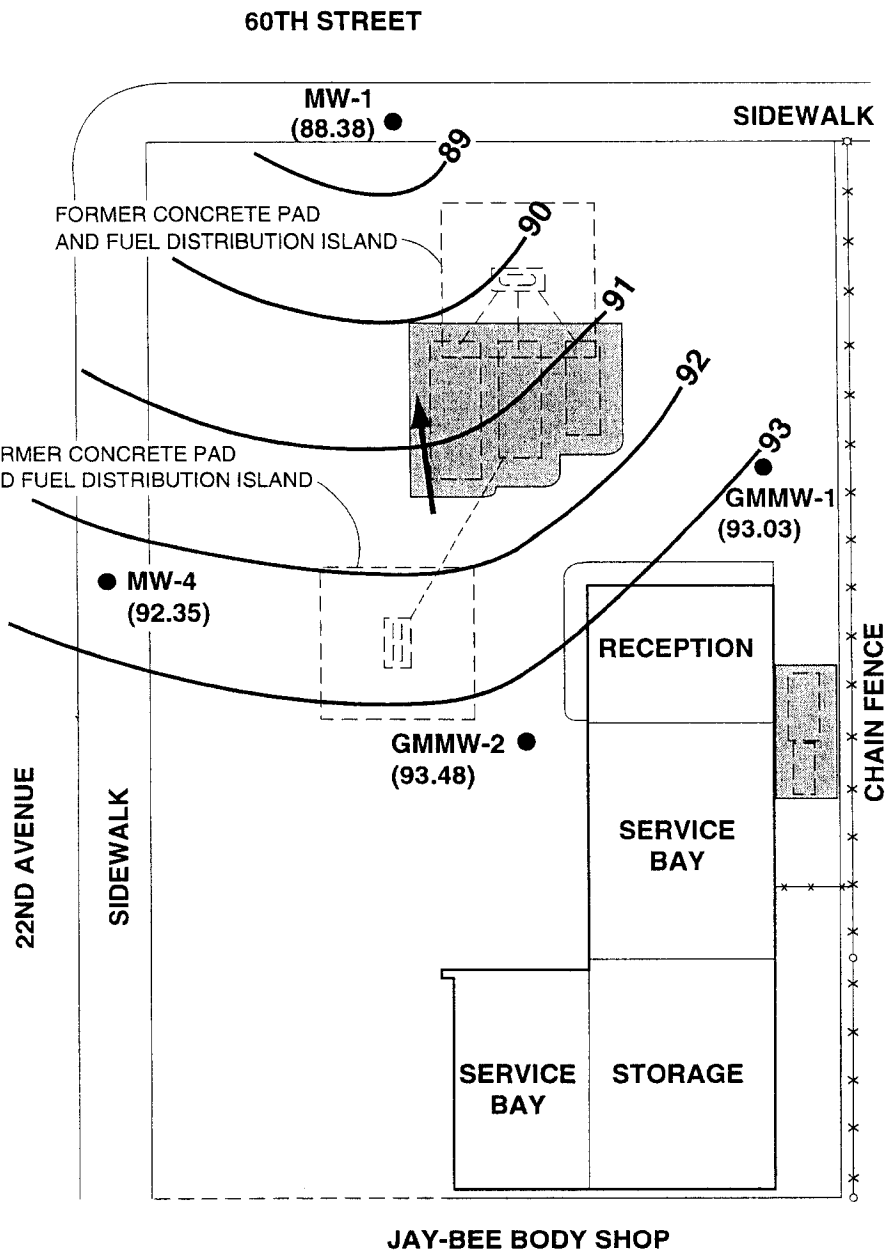 60TH STREET
MW-1
(88.38)
SIDEWALK
89
FORMER CONCRETE PAD
AND FUEL DISTRIBUTION ISLAND
90
91
92
93
RMER CONCRETE PAD
D FUEL DISTRIBUTION ISLAND
GMMW-1
(93.03)
MW-4
(92.35)
RECEPTION
GMMW-2
(93.48)
CHAIN FENCE
22ND AVENUE
SIDEWALK
SERVICE
BAY
SERVICE
BAY
STORAGE
JAY-BEE BODY SHOP